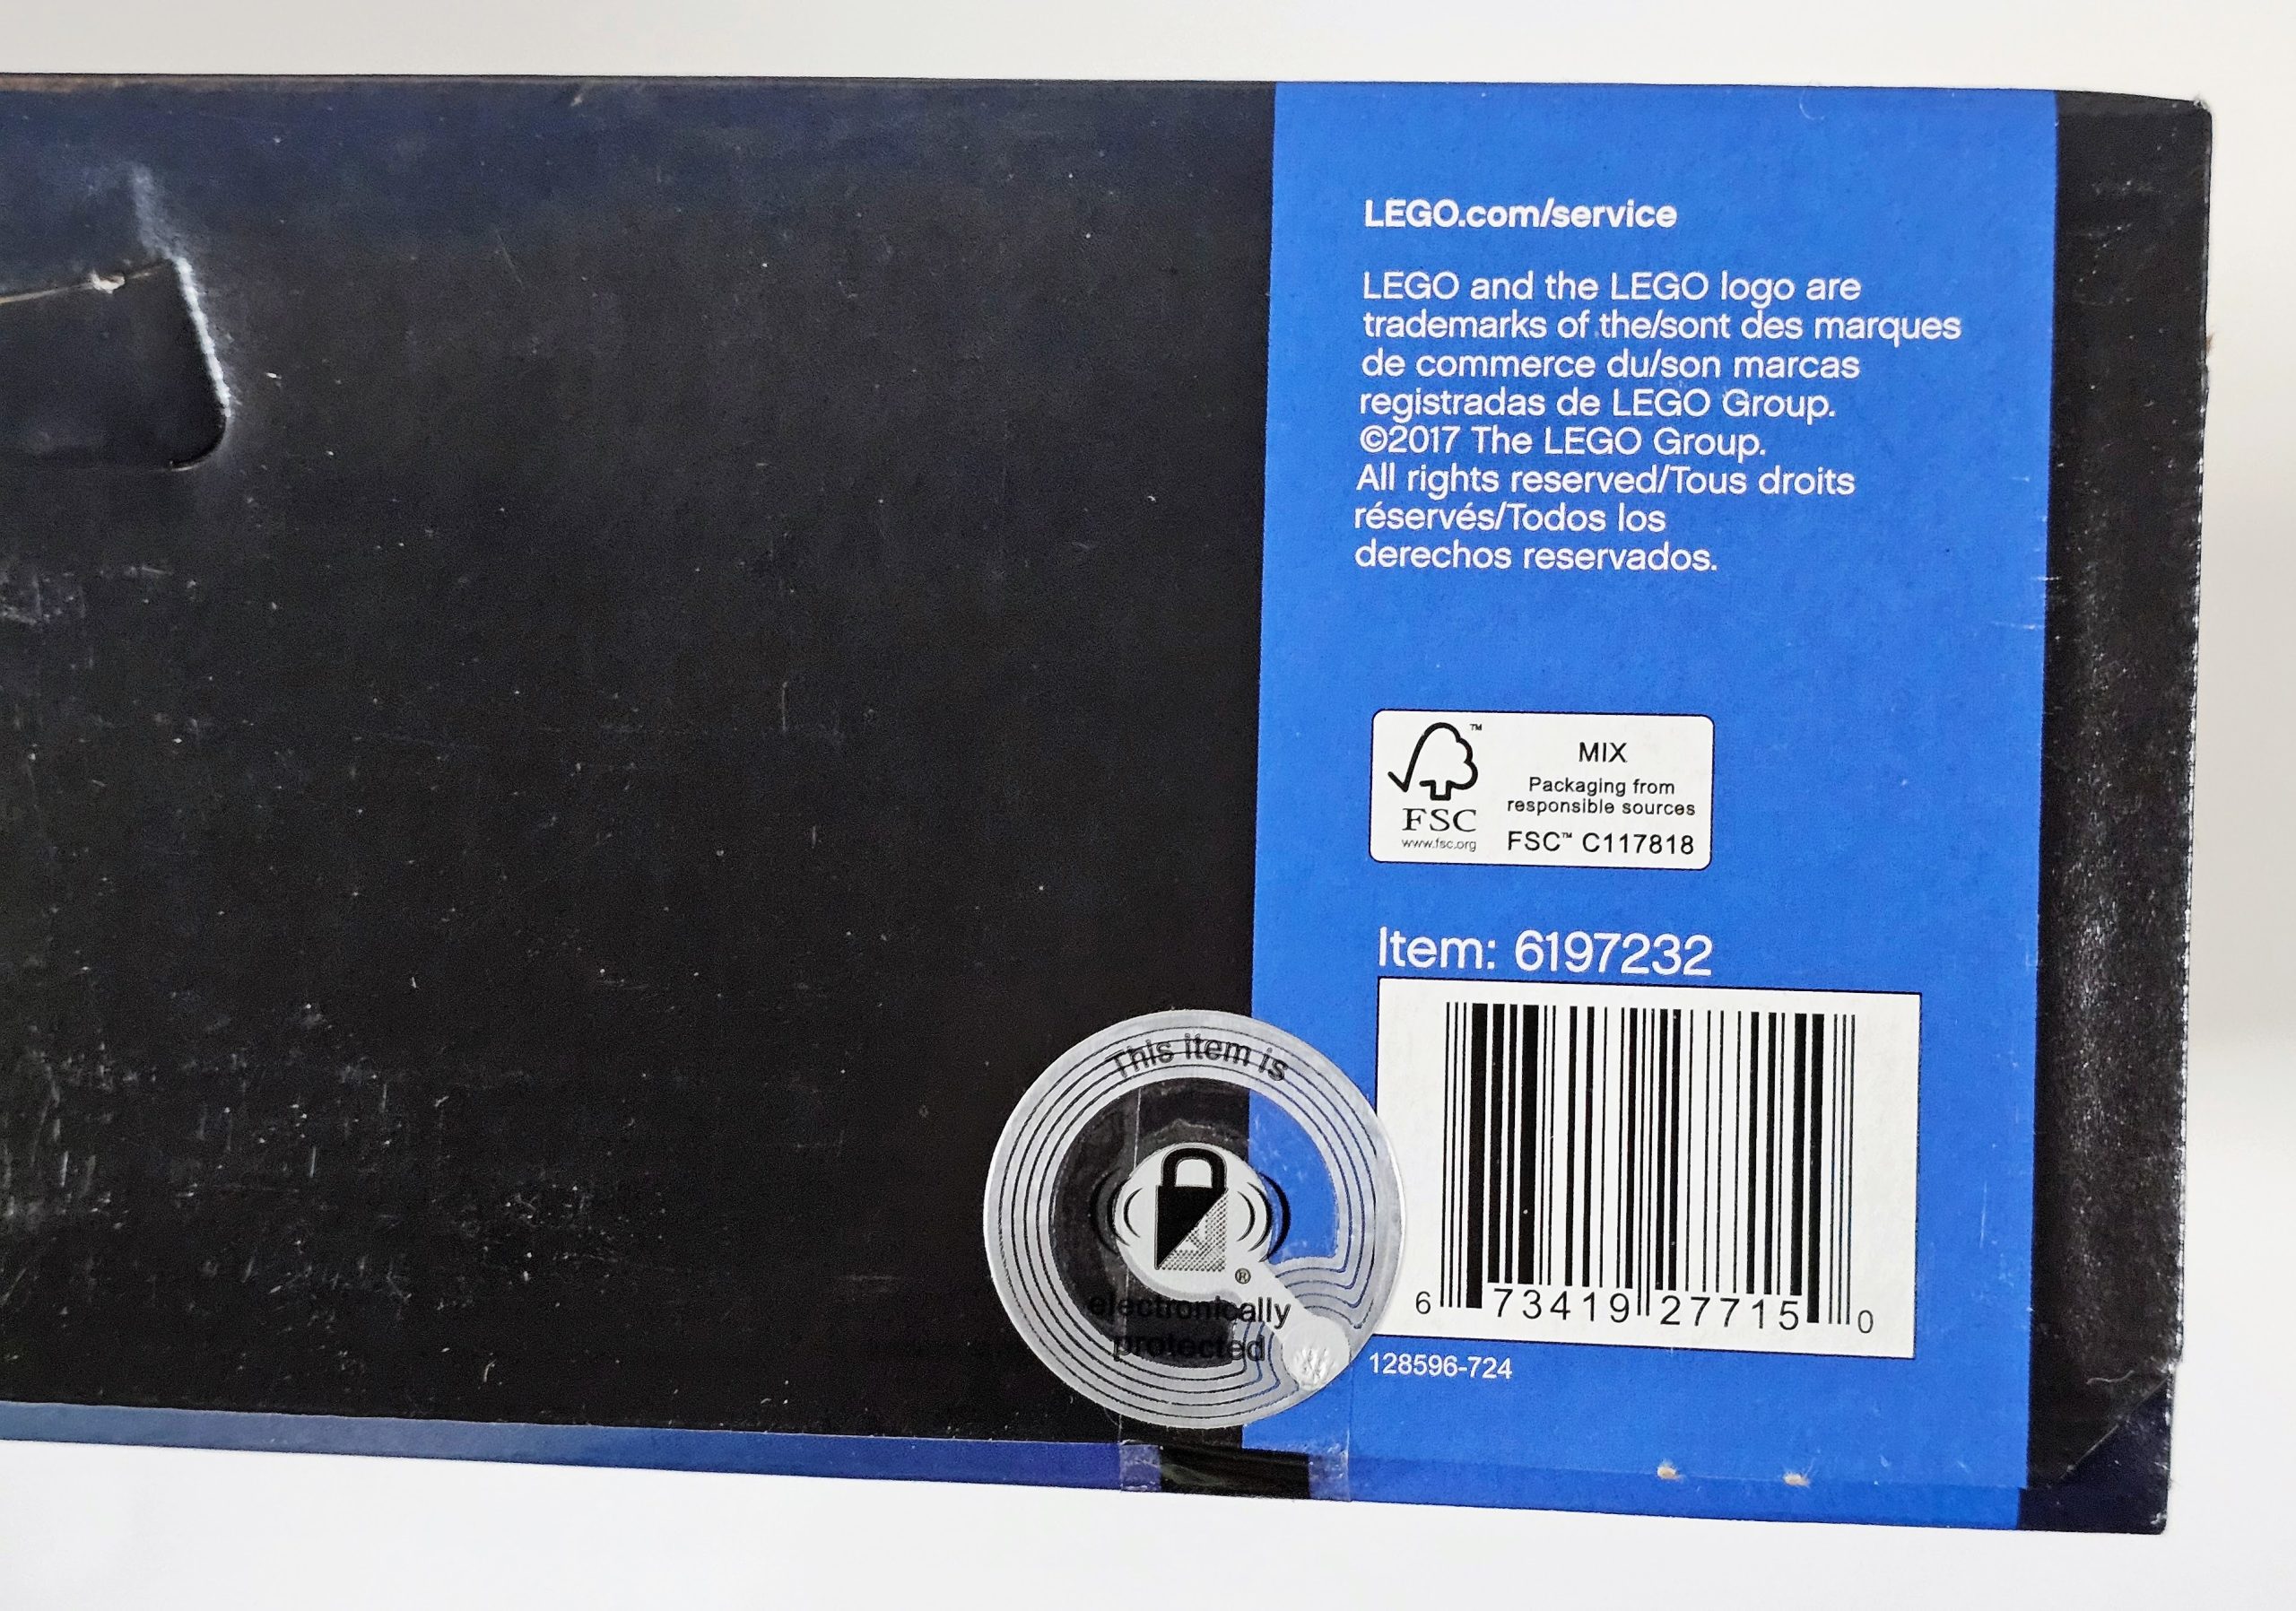 LEGO.com/service
LEGO and the LEGO logo are
trademarks of the/sont des marques
de commerce du/son marcas
registradas de LEGO Group.
©2017 The LEGO Group.
All rights reserved/Tous droits
réservés/Todos los
derechos reservados.
™
MIX
Packaging from
responsible sources
FSC
www.fsc.org
FSC™ C117818
Item: 6197232
6 73419 27715 0
128596-724
This item is
®
electronically
protected